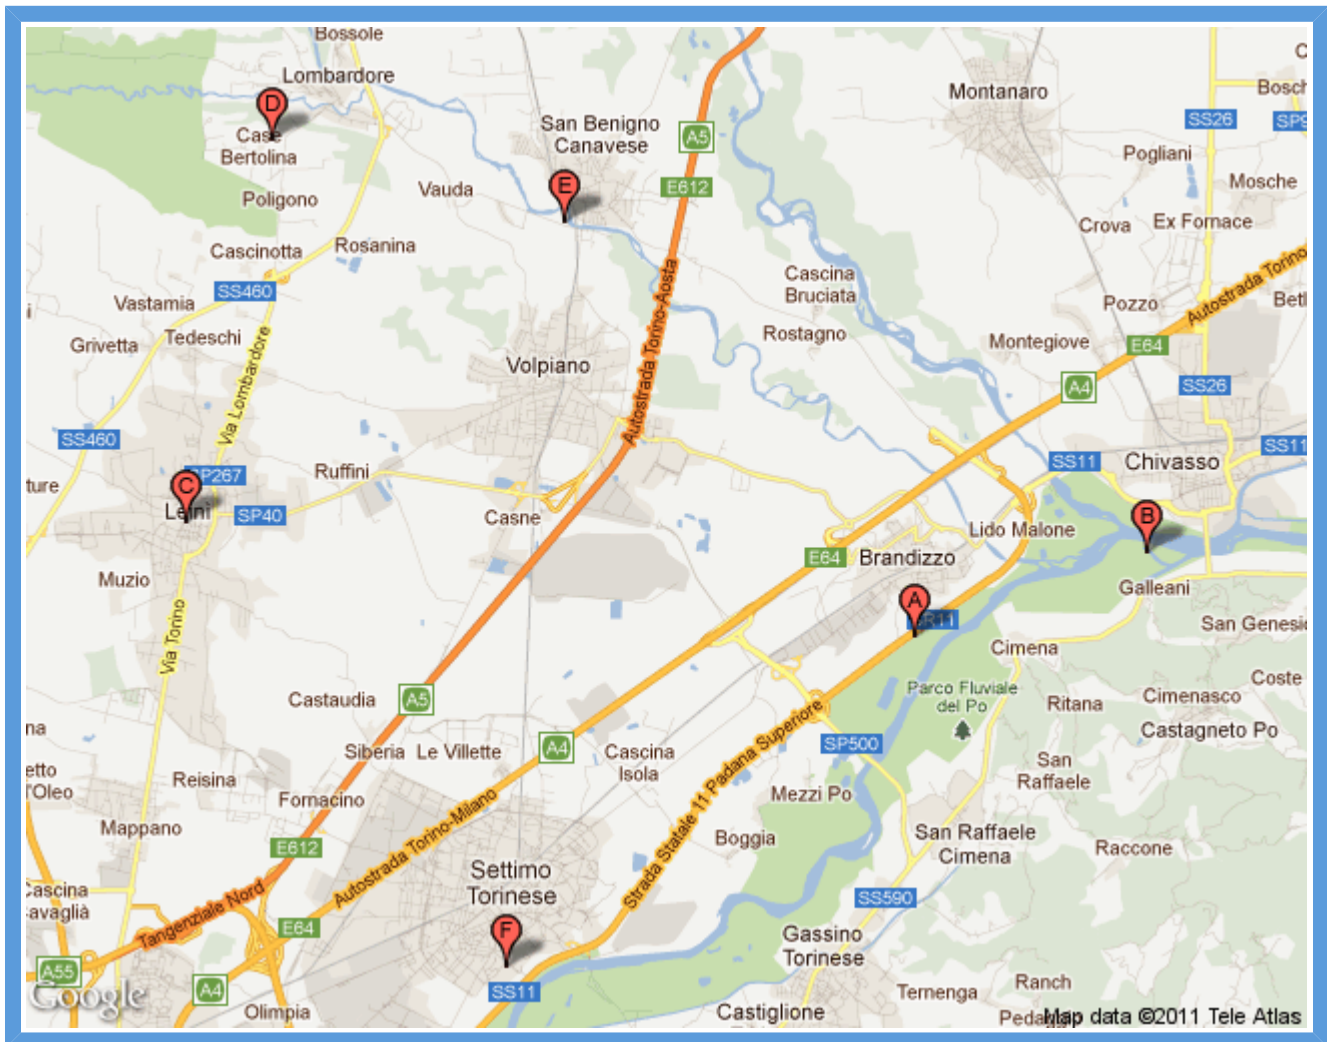 Bossole
Lombardore
D
Case
Bertolina
Poligono
Vauda
San Benigno
Canavese
E
A5
E612
Montanaro
SS26
Bosch
SP9
Pogliani
Mosche
Crova
Ex Fornace
Cascinotta
Rosanina
SS460
Vastamia
Tedeschi
Grivetta
Via Lombardore
Volpiano
Autostrada Torino-Aosta
Cascina
Bruciata
Rostagno
Pozzo
Autostrada Torino
Montegiove
E64
A4
SS26
SS460
SP267
C
Leini
SP40
Ruffini
Casne
SS11
Chivasso
SS11
B
Lido Malone
E64
Brandizzo
Galleani
A
SR11
Muzio
Via Torino
San Genesi
Cimena
Parco Fluviale
del Po
Ritana
Cimenasco
Coste
Castagneto Po
Castaudia
A5
Siberia
Le Villette
A4
Cascina
Isola
Strada Statale 11 Padana Superiore
SP500
San
Raffaele
Mezzi Po
Reisina
Fornacino
Mappano
E612
Autostrada Torino-Milano
Boggia
San Raffaele
Cimena
Raccone
Settimo
Torinese
SS590
Cascina
Tangenziale Nord
E64
F
Gassino
Torinese
A55
A4
SS11
Google
Olimpia
Castiglione
Ternenga
Ranch
Map data ©2011 Tele Atlas